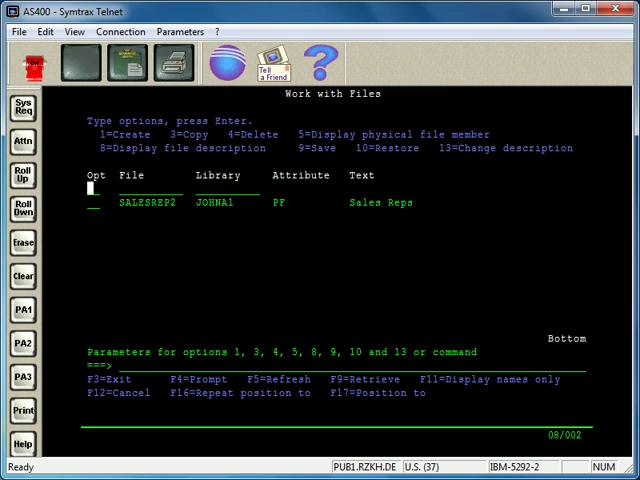 AS400 - Symtrax Telnet
File Edit View Connection Parameters ?
ON
Tell a Friend
?
Work with Files
Sys Req
Type options, press Enter.
1=Create 3=Copy 4=Delete 5=Display physical file member
8=Display file description 9=Save 10=Restore 13=Change description
Attn
Roll Up
Opt File Library Attribute Text
SALESREP2 JOHNA1 PF Sales Reps
Roll Dwn
Erase
Clear
PA1
PA2
Bottom
Parameters for options 1, 3, 4, 5, 8, 9, 10 and 13 or command
===>
PA3
F3=Exit F4=Prompt F5=Refresh F9=Retrieve F11=Display names only
F12=Cancel F16=Repeat position to F17=Position to
Print
08/002
Help
Ready PUB1.RZKH.DE U.S. (37) IBM-5292-2 NUM